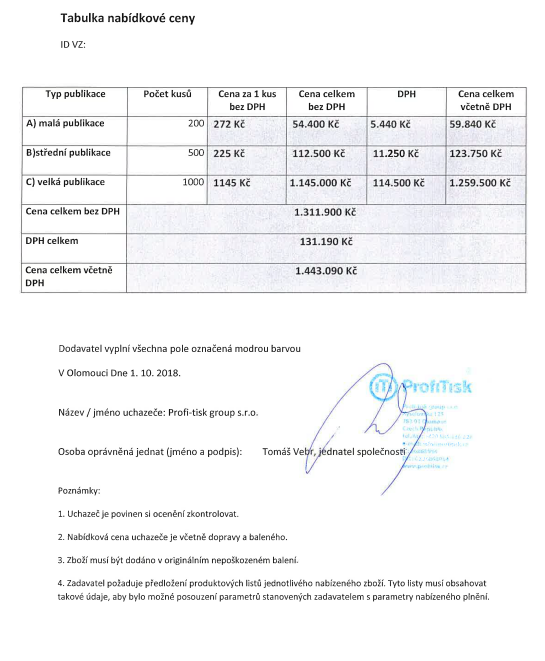 Tabulka nabídkové ceny
ID VZ:
Typ publikace Počet kusů Cena za 1 kus bez DPH Cena celkem bez DPH DPH Cena celkem včetně DPH
A) malá publikace 200 272 Kč 54.400 Kč 5.440 Kč 59.840 Kč
B)střední publikace 500 225 Kč 112.500 Kč 11.250 Kč 123.750 Kč
C) velká publikace 1000 1145 Kč 1.145.000 Kč 114.500 Kč 1.259.500 Kč
Cena celkem bez DPH 1.311.900 Kč
DPH celkem 131.190 Kč
Cena celkem včetně DPH 1.443.090 Kč
Dodavatel vyplní všechna pole označená modrou barvou
V Olomouci Dne 1. 10. 2018.
ProfiTisk
Název / jméno uchazeče: Profi-tisk group s.r.o.
Osoba oprávněná jednat (jméno a podpis): Tomáš Vebr, jednatel společnosti
Poznámky:
1. Uchazeč je povinen si ocenění zkontrolovat.
2. Nabídková cena uchazeče je včetně dopravy a baleného.
3. Zboží musí být dodáno v originálním nepoškozeném balení.
4. Zadavatel požaduje předložení produktových listů jednotlivého nabízeného zboží. Tyto listy musí obsahovat
takové údaje, aby bylo možné posouzení parametrů stanovených zadavatelem s parametry nabízeného plnění.